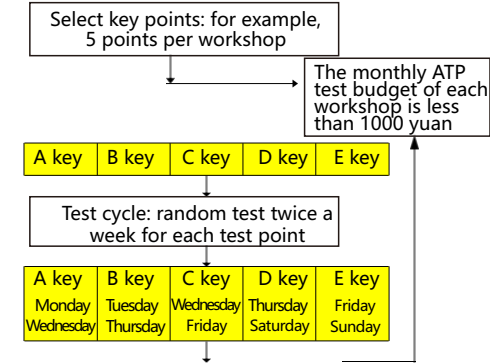 Select key points: for example,
5 points per workshop
The monthly ATP
test budget of each
workshop is less
than 1000 yuan
A key B key C key D key E key
Test cycle: random test twice a
week for each test point
A key B key C key D key E key
Monday Tuesday Wednesday Thursday Friday
Wednesday Thursday Friday Saturday Sunday